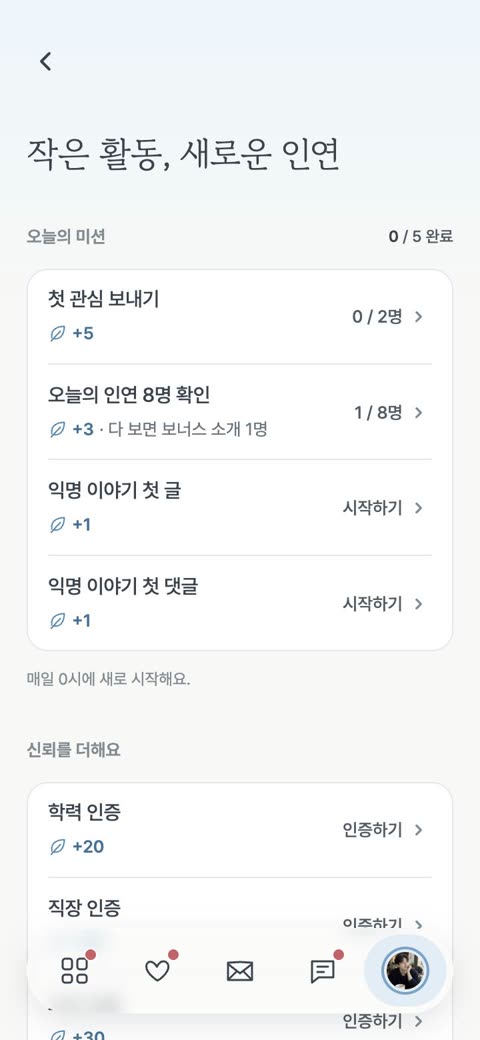 작은 활동, 새로운 인연
오늘의 미션
0 / 5 완료
첫 관심 보내기
+5
0 / 2명
오늘의 인연 8명 확인
+3 · 다 보면 보너스 소개 1명
1 / 8명
익명 이야기 첫 글
+1
시작하기
익명 이야기 첫 댓글
+1
시작하기
매일 0시에 새로 시작해요.
신뢰를 더해요
학력 인증
+20
인증하기
직장 인증
인증하기
+30
인증하기